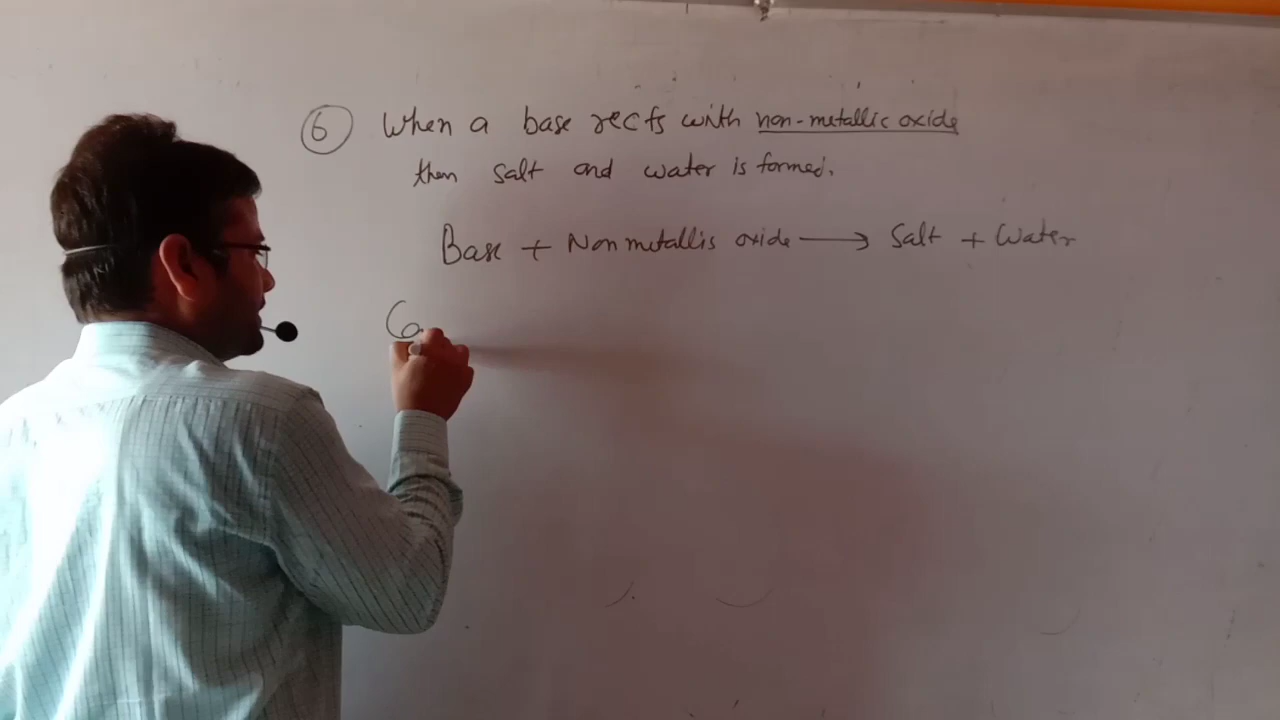 6 When a base recfs with non-metallic oxide
then salt and water is formed.
Base + Non metallis oxide → Salt + Water
Ca